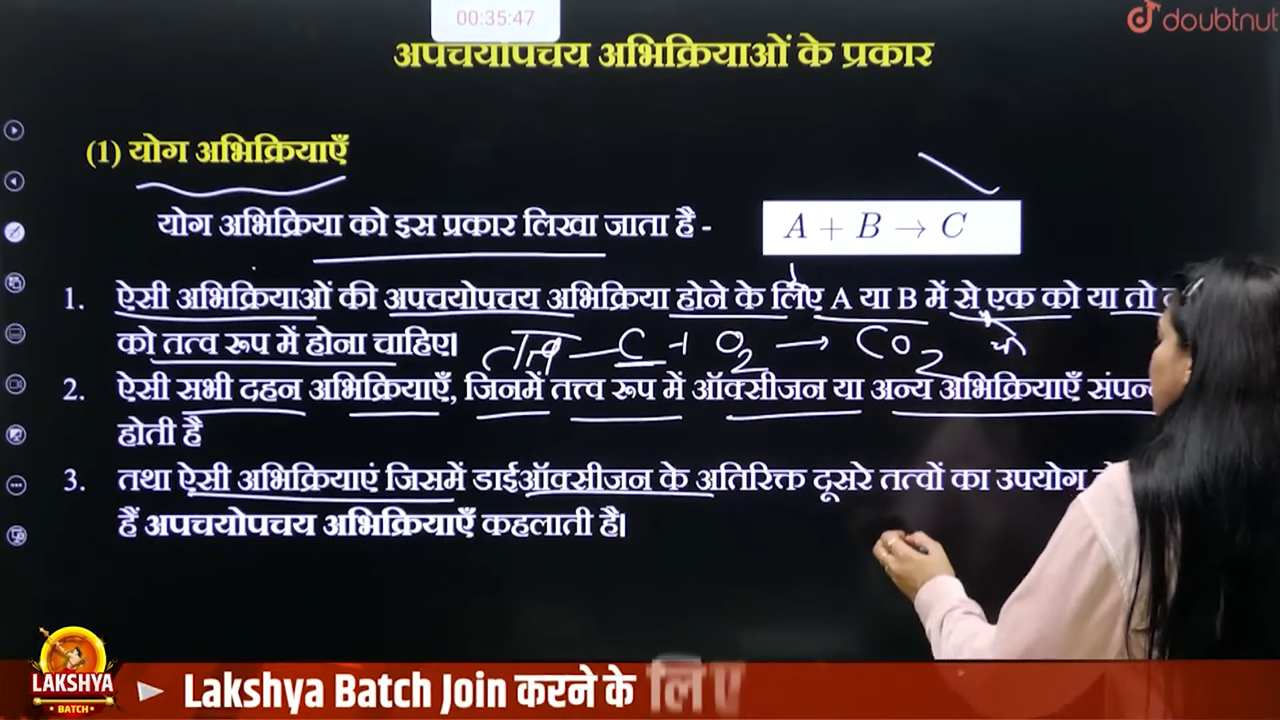 00:35:47
doubtnut
अपचयोपचय अभिक्रियाओं के प्रकार
(1) योग अभिक्रियाएँ
योग अभिक्रिया को इस प्रकार लिखा जाता है -
A + B → C
1. ऐसी अभिक्रियाओं की अपचयोपचय अभिक्रिया होने के लिए A या B में से एक को या तो
को तत्व रूप में होना चाहिए।
तत्व — C + O₂ → CO₂
2. ऐसी सभी दहन अभिक्रियाएँ, जिनमें तत्त्व रूप में ऑक्सीजन या अन्य अभिक्रियाएँ
होती है
3. तथा ऐसी अभिक्रियाएं जिसमें डाईऑक्सीजन के अतिरिक्त दूसरे तत्वों का उपयोग
हैं अपचयोपचय अभिक्रियाएँ कहलाती है।
LAKSHYA
BATCH
Lakshya Batch Join करने के लिए